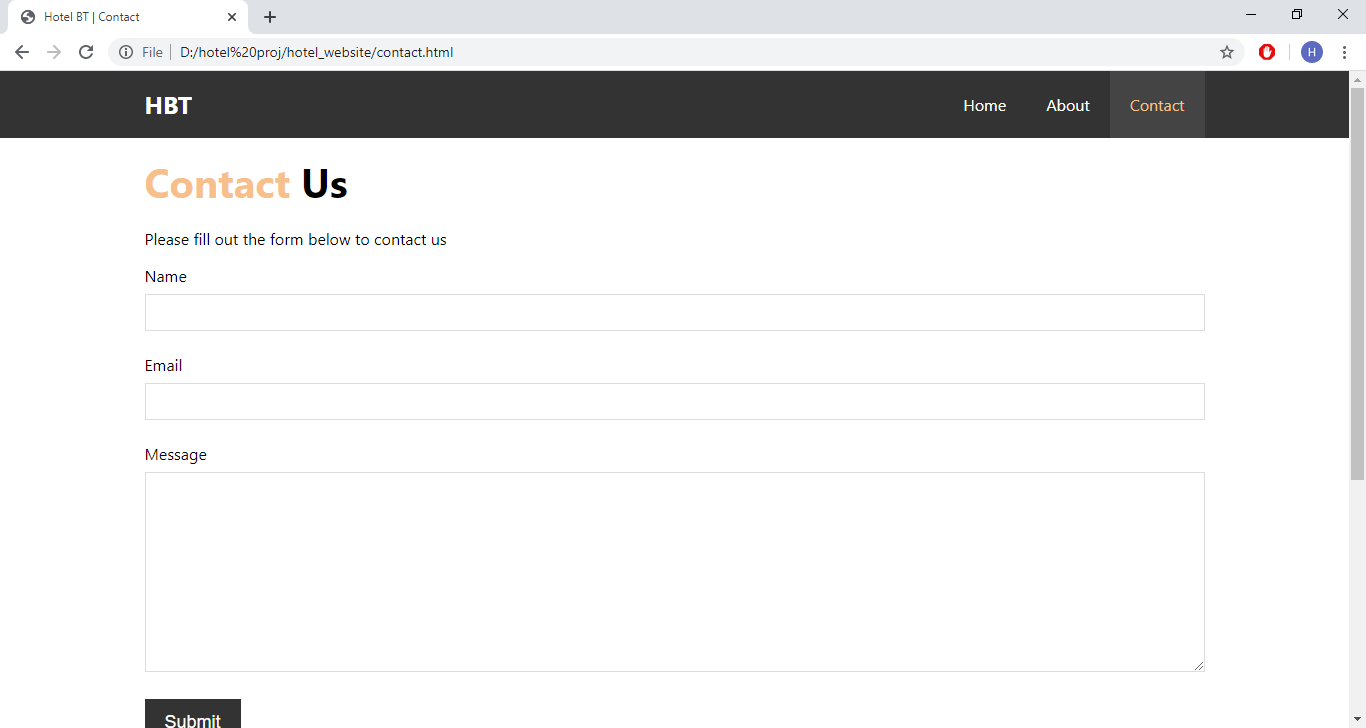 Hotel BT | Contact
File | D:/hotel%20proj/hotel_website/contact.html
H
HBT
Home
About
Contact
Contact Us
Please fill out the form below to contact us
Name
Email
Message
Submit